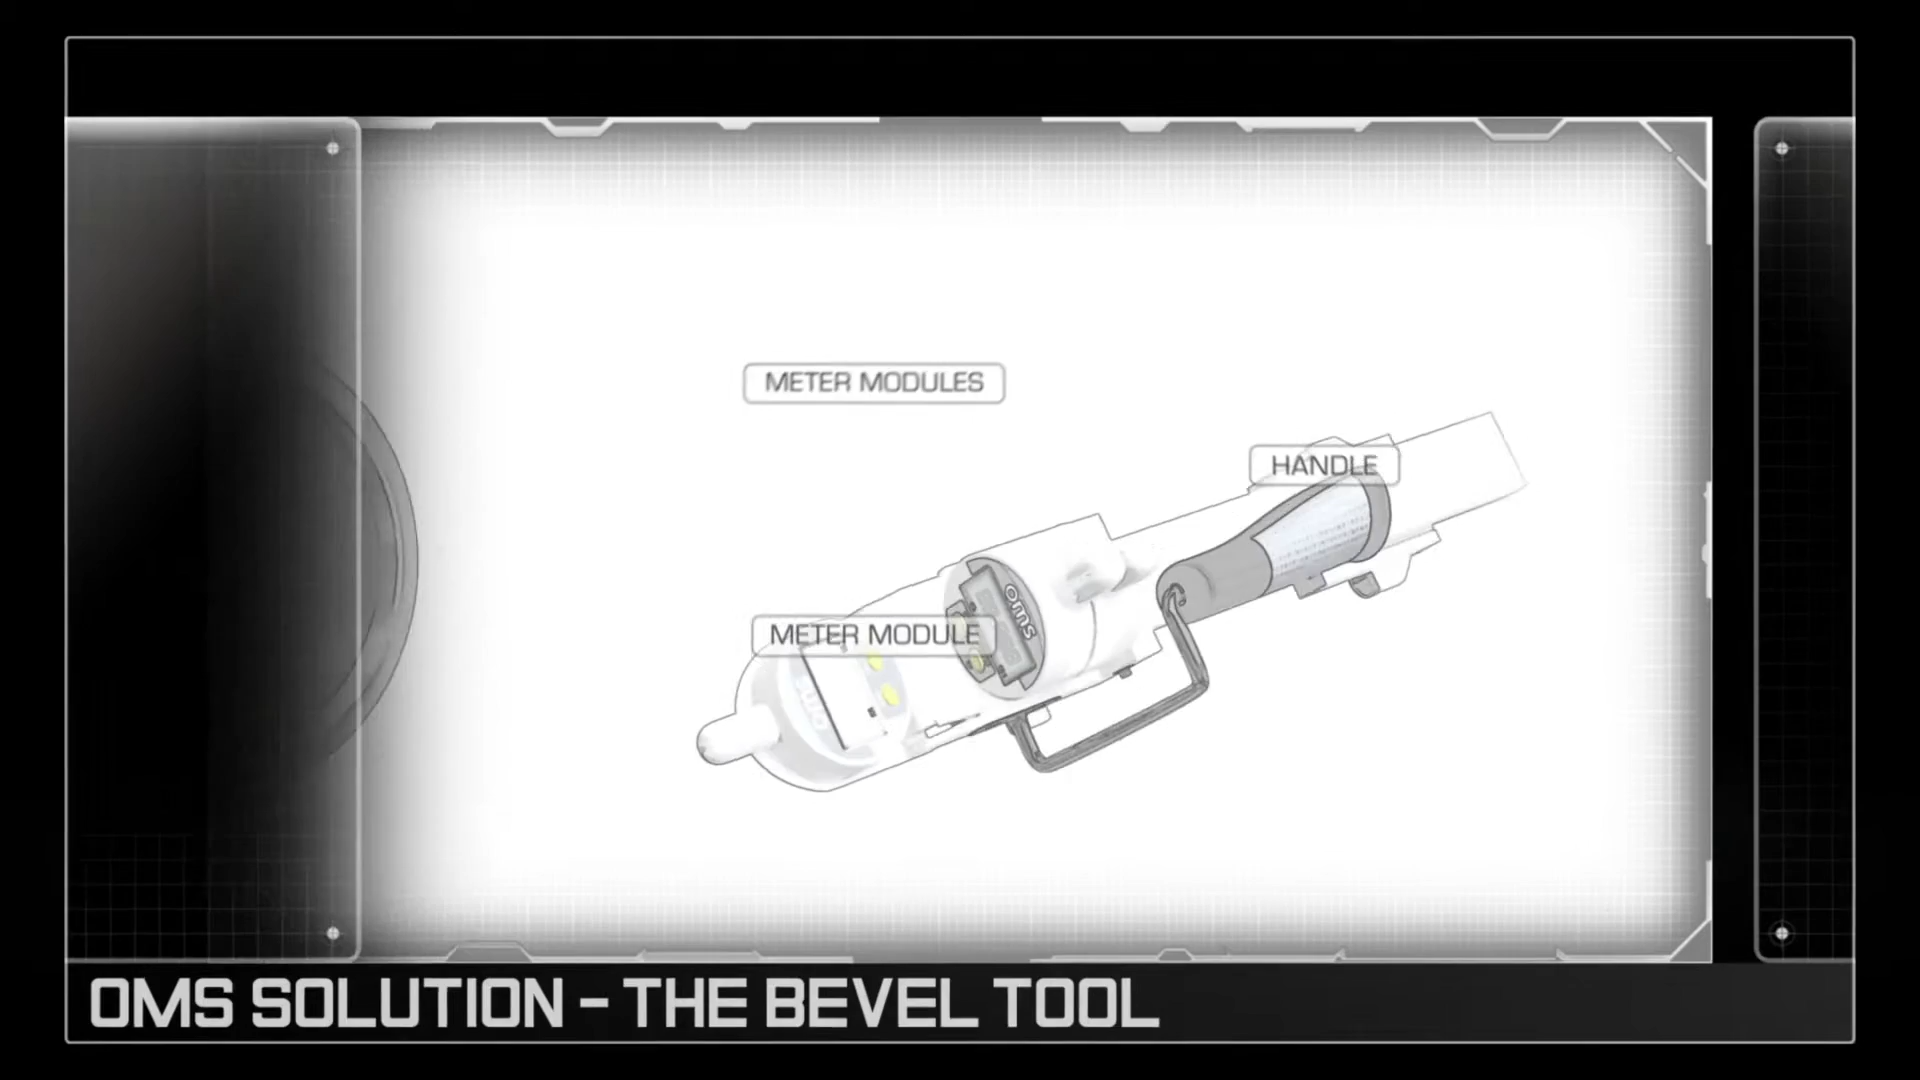 METER MODULES
HANDLE
oms
METER MODULE
OMS SOLUTION - THE BEVEL TOOL